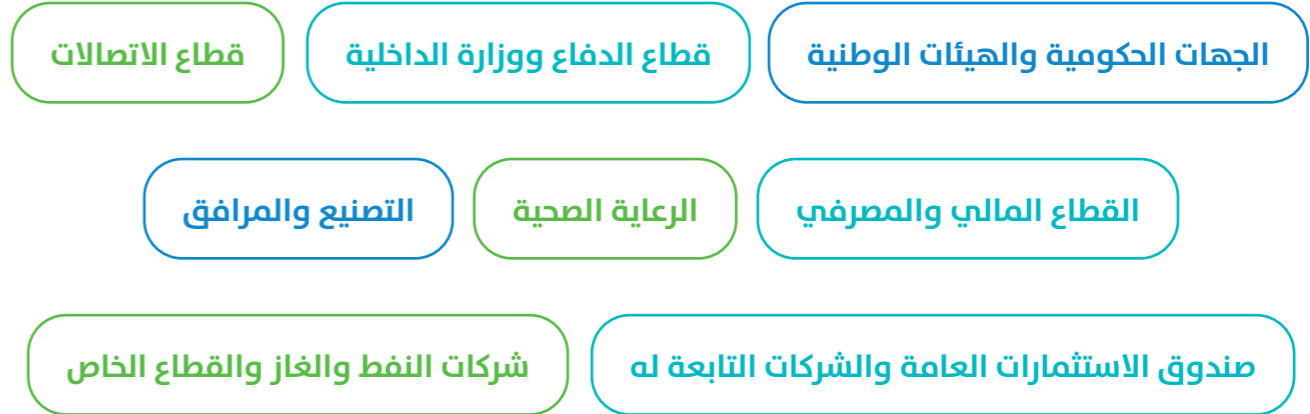 الجهات الحكومية والهيئات الوطنية
قطاع الدفاع ووزارة الداخلية
قطاع الاتصالات
القطاع المالي والمصرفي
الرعاية الصحية
التصنيع والمرافق
صندوق الاستثمارات العامة والشركات التابعة له
شركات النفط والغاز والقطاع الخاص